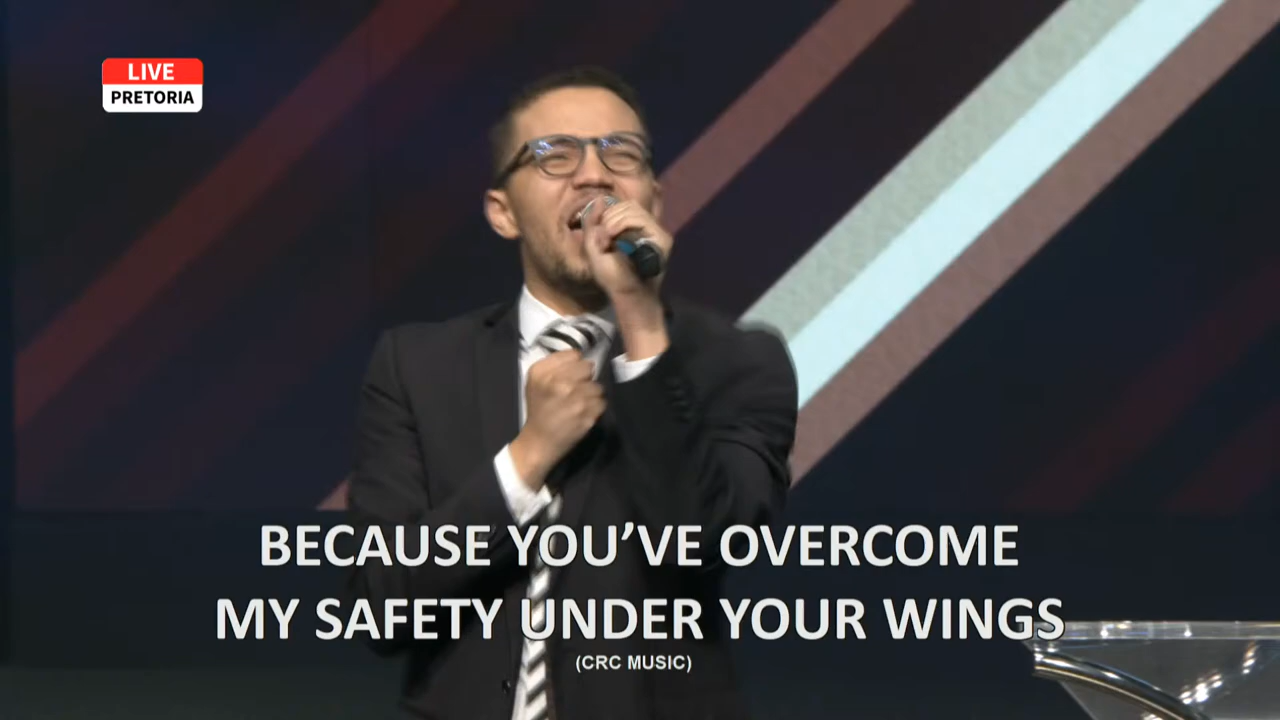 LIVE
PRETORIA
BECAUSE YOU’VE OVERCOME
MY SAFETY UNDER YOUR WINGS
(CRC MUSIC)